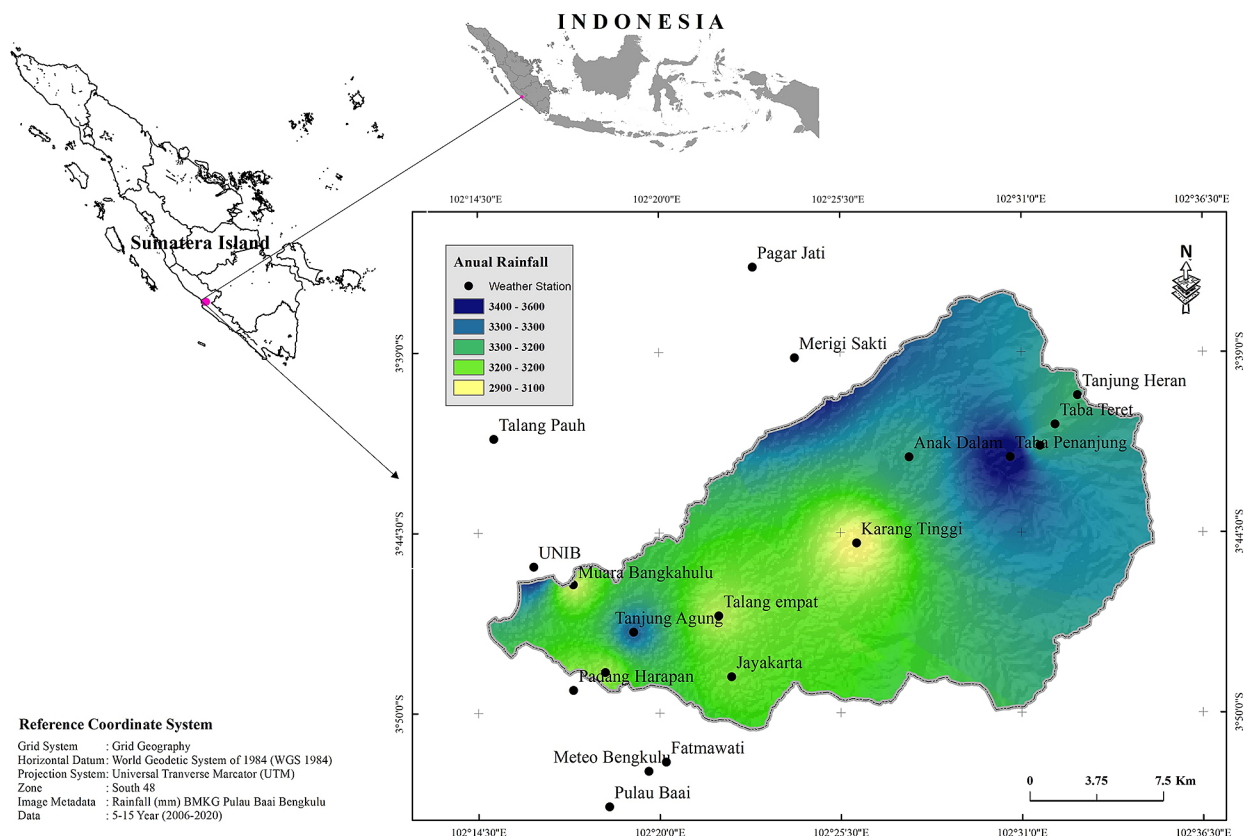 I N D O N E S I A
Sumatera Island
102°14'30"E 102°20'0"E 102°25'5"E 102°31'0"E 102°36'30"E
Anual Rainfall
Weather Station
3400 - 3600
3300 - 3300
3300 - 3200
3200 - 3200
2900 - 3100
N
Pagar Jati
Merigi Sakti
3°39'0"S
3°39'0"S
Tanjung Heran
Taba Teret
Talang Pauh
Anak Dalam
Taba Penanjung
Karang Tinggi
3°44'30"S
3°44'30"S
UNIB
Muara Bangkahulu
Talang empat
Tanjung Agung
Jayakarta
Padang Harapan
3°50'0"S
3°50'0"S
Fatmawati
Meteo Bengkulu
Pulau Baai
0 3.75 7.5 Km
102°14'30"E 102°20'0"E 102°25'5"E 102°31'0"E 102°36'30"E
Reference Coordinate System
Grid System : Grid Geography
Horizontal Datum : World Geodetic System of 1984 (WGS 1984)
Projection System : Universal Tranverse Marcator (UTM)
Zone : South 48
Image Metadata : Rainfall (mm) BMKG Pulau Baai Bengkulu
Data : 5-15 Year (2006-2020)